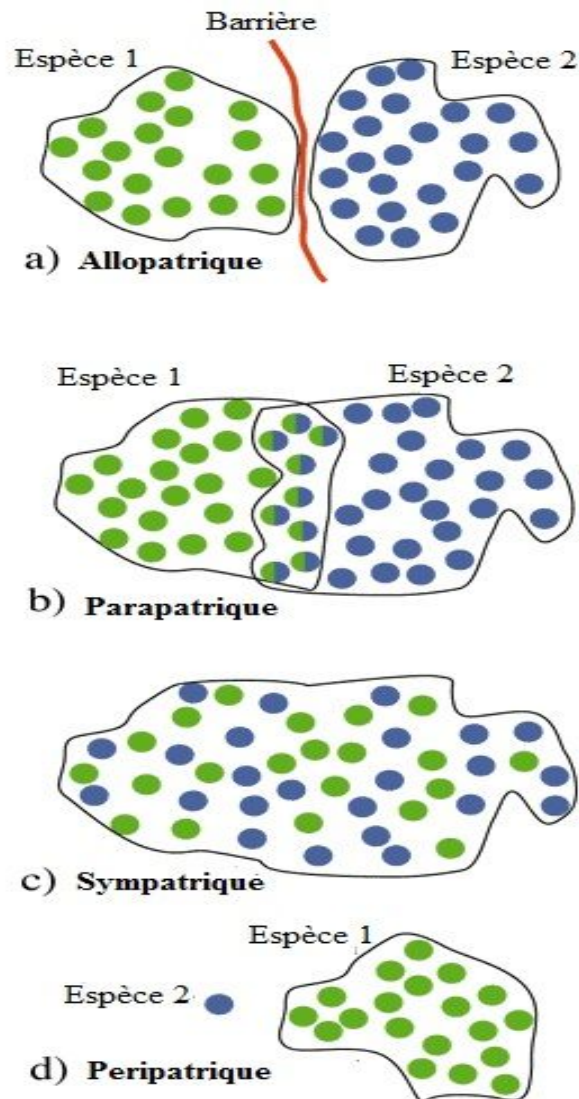 Barrière
Espèce 1
Espèce 2
a) Allopatrique
Espèce 1
Espèce 2
b) Parapatrique
c) Sympatrique
Espèce 1
Espèce 2
d) Peripatrique